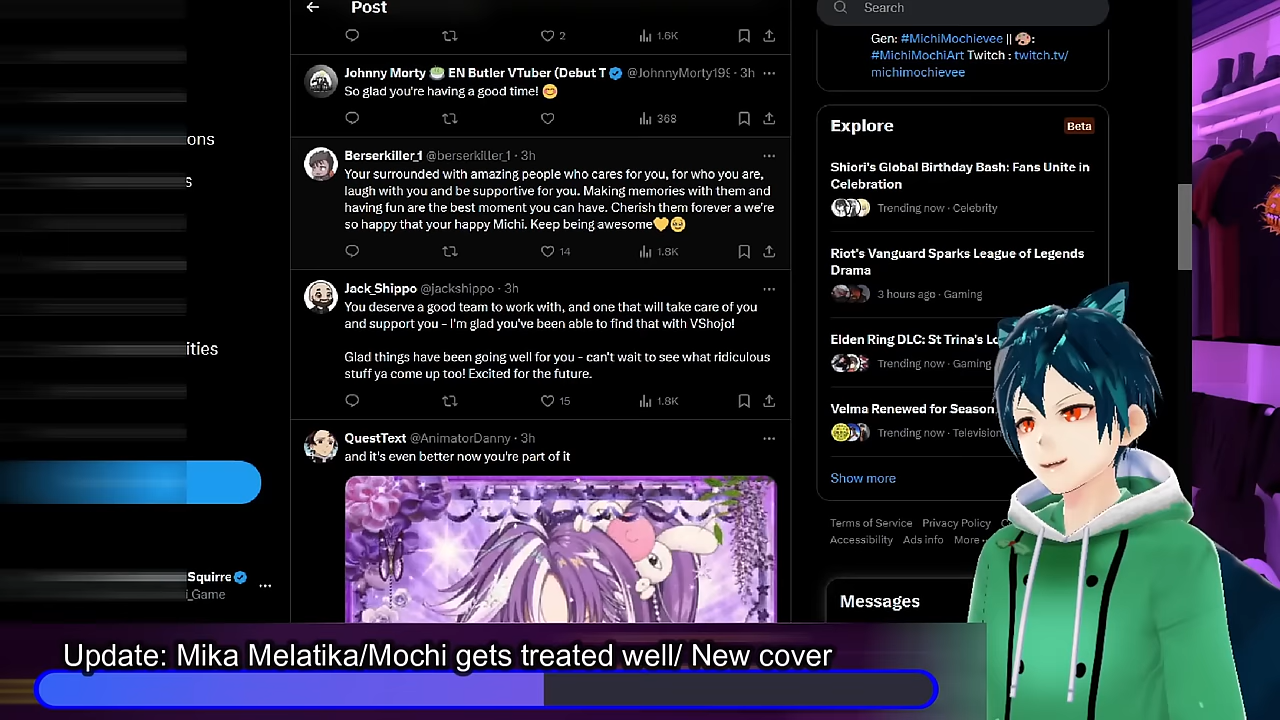 Post
2
1.6K
Johnny Morty 🍵 EN Butler VTuber (Debut T @JohnnyMorty199 · 3h
So glad you're having a good time! 😊
368
Berserkiller_1 @berserkiller_1 · 3h
Your surrounded with amazing people who cares for you, for who you are,
laugh with you and be supportive for you. Making memories with them and
having fun are the best moment you can have. Cherish them forever a we're
so happy that your happy Michi. Keep being awesome💛🥹
14
1.8K
Jack_Shippo @jackshippo · 3h
You deserve a good team to work with, and one that will take care of you
and support you - I'm glad you've been able to find that with VShojo!
Glad things have been going well for you - can't wait to see what ridiculous
stuff ya come up too! Excited for the future.
15
1.8K
QuestText @AnimatorDanny · 3h
and it's even better now you're part of it
ons
s
ities
Squirre
i_Game
Search
Gen: #MichiMochievee || 🎨:
#MichiMochiArt Twitch : twitch.tv/
michimochievee
Explore
Beta
Shiori's Global Birthday Bash: Fans Unite in
Celebration
Trending now · Celebrity
Riot's Vanguard Sparks League of Legends
Drama
3 hours ago · Gaming
Elden Ring DLC: St Trina's
Trending now · Gaming
Velma Renewed for Season
Trending now · Television
Show more
Terms of Service Privacy Policy
Accessibility Ads info More
Messages
Update: Mika Melatika/Mochi gets treated well/ New cover